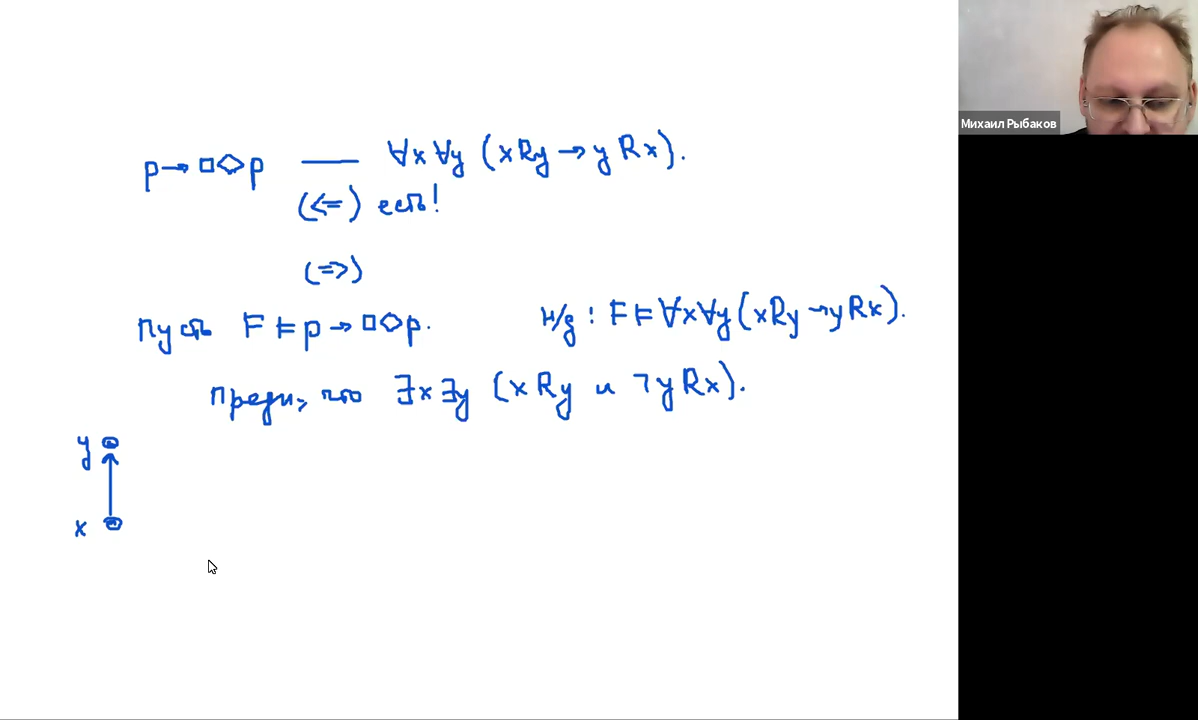 p → □◇p —— ∀x∀y (xRy → yRx).
(<=) есть!
(=>)
Пусть F ⊨ p → □◇p. н/д : F ⊨ ∀x∀y(xRy → yRx).
предп, что ∃x∃y (xRy и ¬yRx).
y
x
Михаил Рыбаков